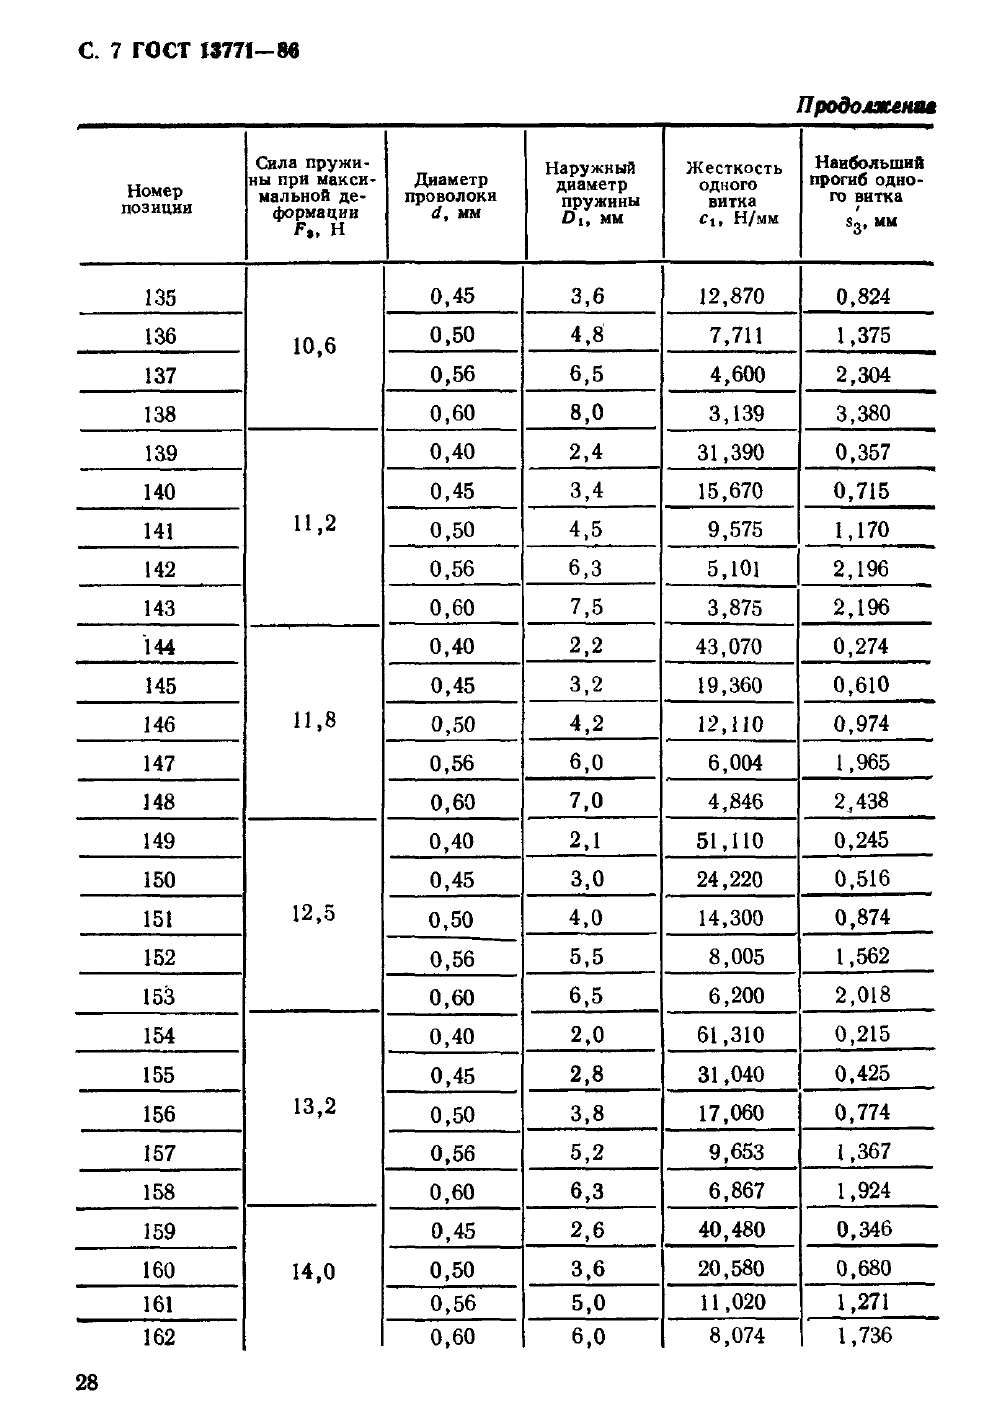 С. 7 ГОСТ 13771—86
Продолжение
Номер позиции | Сила пружи- ны при макси- мальной де- формации F₃, Н | Диаметр проволоки d, мм | Наружный диаметр пружины D₁, мм | Жесткость одного витка c₁, Н/мм | Наибольший прогиб одно- го витка s′₃, мм
135 | 10,6 | 0,45 | 3,6 | 12,870 | 0,824
136 | 0,50 | 4,8 | 7,711 | 1,375
137 | 0,56 | 6,5 | 4,600 | 2,304
138 | 0,60 | 8,0 | 3,139 | 3,380
139 | 11,2 | 0,40 | 2,4 | 31,390 | 0,357
140 | 0,45 | 3,4 | 15,670 | 0,715
141 | 0,50 | 4,5 | 9,575 | 1,170
142 | 0,56 | 6,3 | 5,101 | 2,196
143 | 0,60 | 7,5 | 3,875 | 2,196
144 | 11,8 | 0,40 | 2,2 | 43,070 | 0,274
145 | 0,45 | 3,2 | 19,360 | 0,610
146 | 0,50 | 4,2 | 12,110 | 0,974
147 | 0,56 | 6,0 | 6,004 | 1,965
148 | 0,60 | 7,0 | 4,846 | 2,438
149 | 12,5 | 0,40 | 2,1 | 51,110 | 0,245
150 | 0,45 | 3,0 | 24,220 | 0,516
151 | 0,50 | 4,0 | 14,300 | 0,874
152 | 0,56 | 5,5 | 8,005 | 1,562
153 | 0,60 | 6,5 | 6,200 | 2,018
154 | 13,2 | 0,40 | 2,0 | 61,310 | 0,215
155 | 0,45 | 2,8 | 31,040 | 0,425
156 | 0,50 | 3,8 | 17,060 | 0,774
157 | 0,56 | 5,2 | 9,653 | 1,367
158 | 0,60 | 6,3 | 6,867 | 1,924
159 | 14,0 | 0,45 | 2,6 | 40,480 | 0,346
160 | 0,50 | 3,6 | 20,580 | 0,680
161 | 0,56 | 5,0 | 11,020 | 1,271
162 | 0,60 | 6,0 | 8,074 | 1,736
28